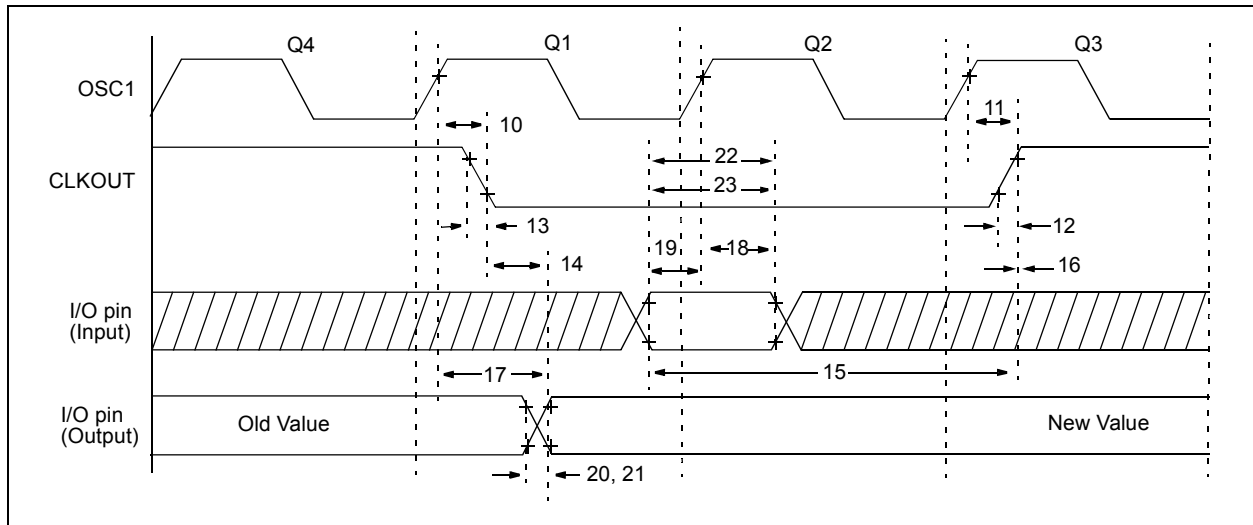 Q4 Q1 Q2 Q3
OSC1
10 11
22
CLKOUT
23
13 12
19 18
14 16
I/O pin
(Input)
17 15
I/O pin
(Output)
Old Value New Value
20, 21